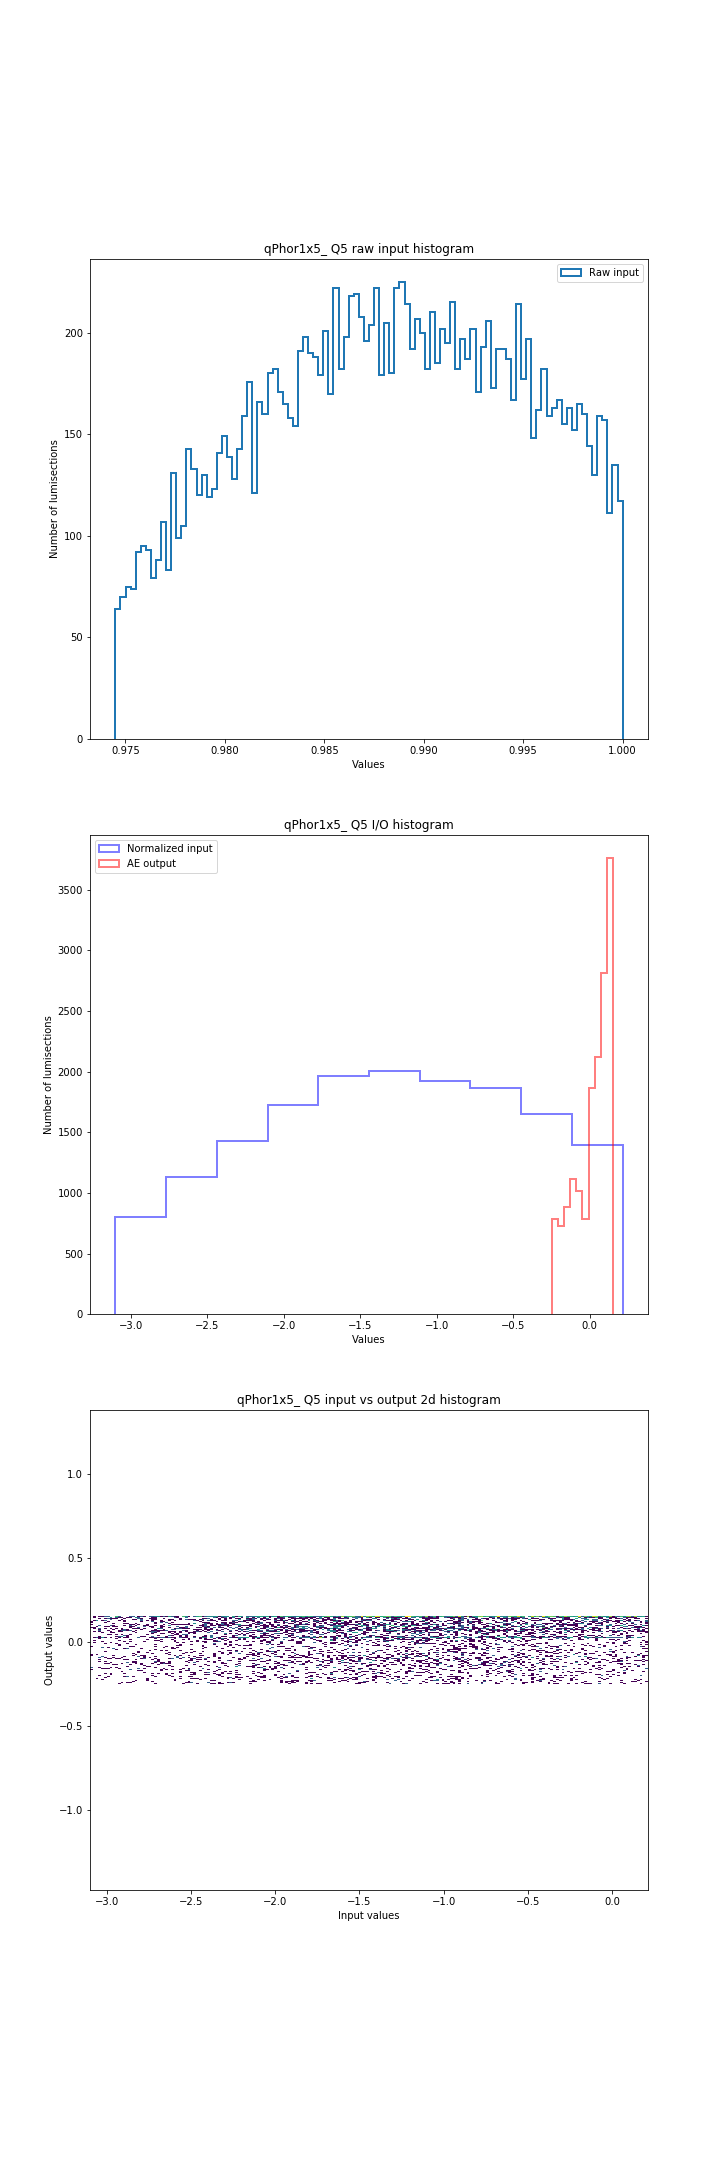 qPhor1x5_ Q5 raw input histogram
Raw input
200
150
100
50
0
Number of lumisections
0.975 0.980 0.985 0.990 0.995 1.000
Values
qPhor1x5_ Q5 I/O histogram
Normalized input
AE output
3500
3000
2500
2000
1500
1000
500
0
Number of lumisections
−3.0 −2.5 −2.0 −1.5 −1.0 −0.5 0.0
Values
qPhor1x5_ Q5 input vs output 2d histogram
1.0
0.5
0.0
−0.5
−1.0
Output values
−3.0 −2.5 −2.0 −1.5 −1.0 −0.5 0.0
Input values